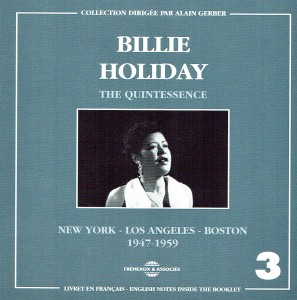 COLLECTION DIRIGÉE PAR ALAIN GERBER
BILLIE
HOLIDAY
THE QUINTESSENCE
NEW YORK - LOS ANGELES - BOSTON
1947-1959
FRÉMEAUX & ASSOCIÉS
3
LIVRET EN FRANÇAIS - ENGLISH NOTES INSIDE THE BOOKLET